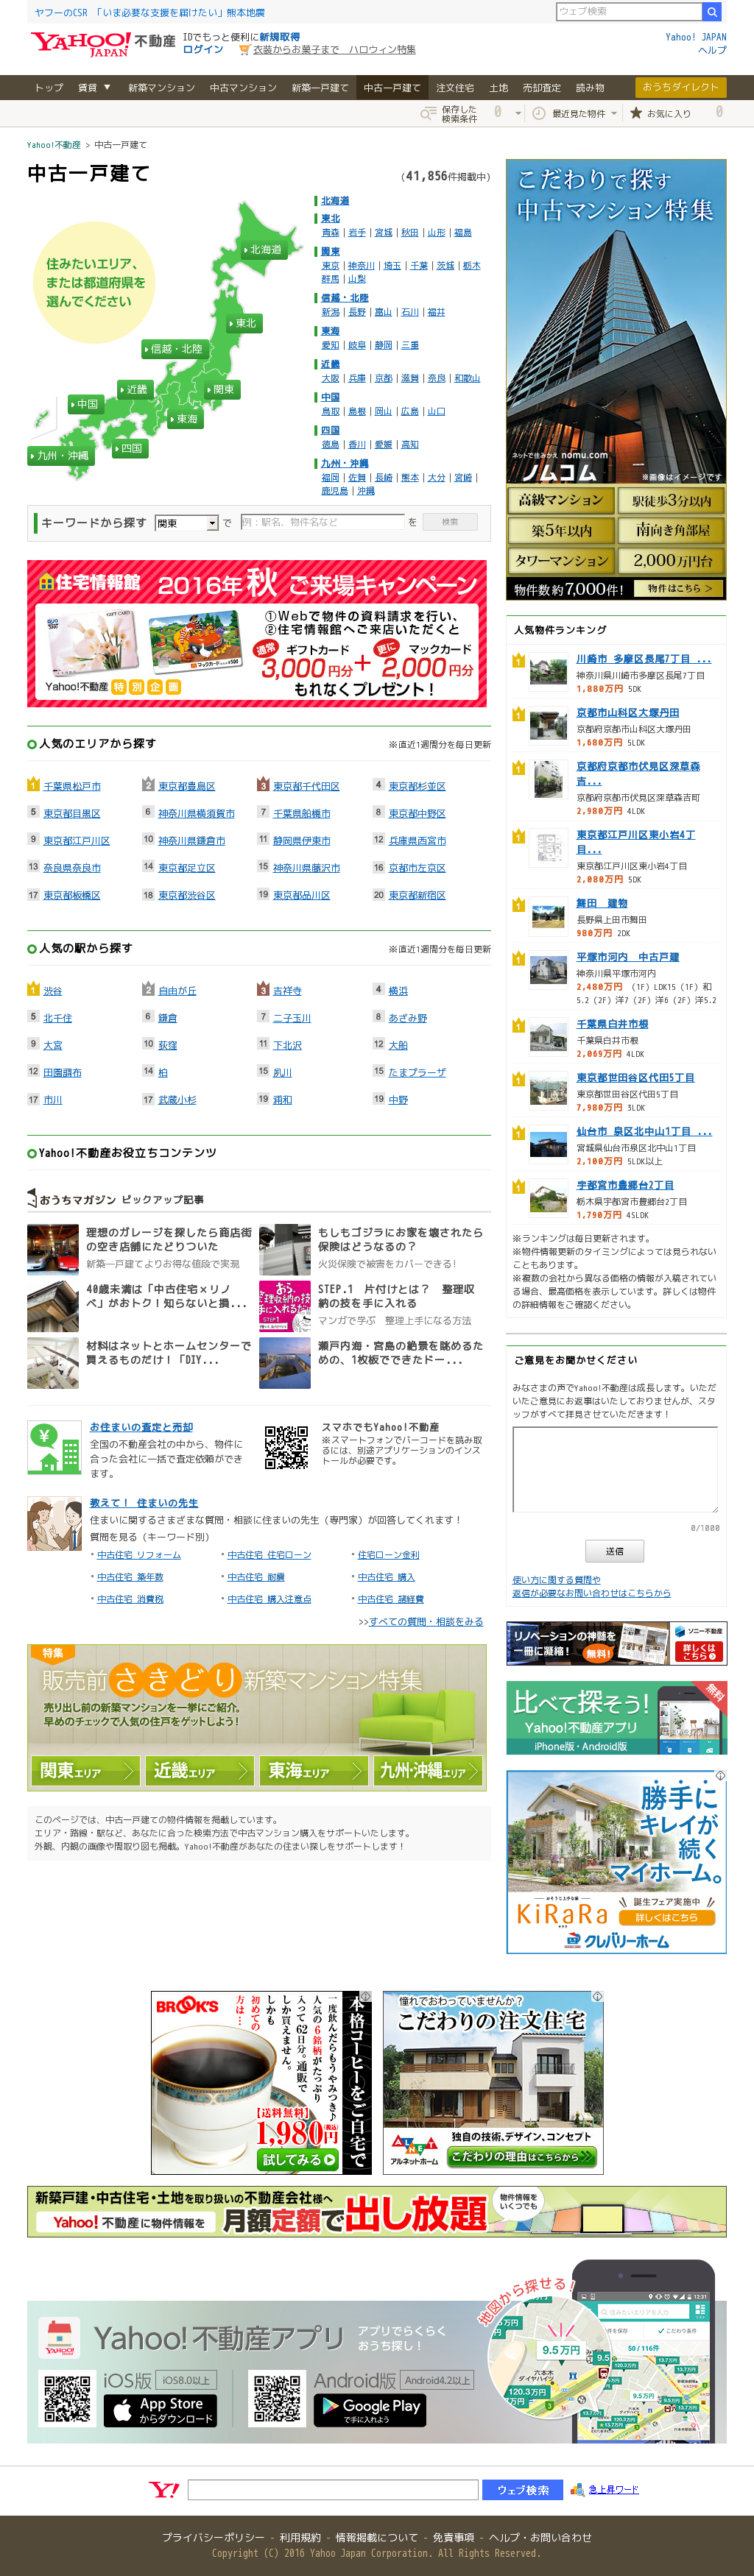 ヤフーのCSR 「いま必要な支援を届けたい」熊本地震
ウェブ検索
YAHOO! JAPAN 不動産
IDでもっと便利に新規取得
ログイン
衣装からお菓子まで ハロウィン特集
Yahoo! JAPAN
ヘルプ
トップ 賃貸 ▼ 新築マンション 中古マンション 新築一戸建て 中古一戸建て 注文住宅 土地 売却査定 読み物 おうちダイレクト
保存した検索条件 0 最近見た物件 お気に入り 0
Yahoo!不動産 > 中古一戸建て
中古一戸建て
(41,856件掲載中)
住みたいエリア、
または都道府県を
選んでください
北海道
東北
信越・北陸
近畿
関東
中国
東海
四国
九州・沖縄
北海道
東北
青森 | 岩手 | 宮城 | 秋田 | 山形 | 福島
関東
東京 | 神奈川 | 埼玉 | 千葉 | 茨城 | 栃木
群馬 | 山梨
信越・北陸
新潟 | 長野 | 富山 | 石川 | 福井
東海
愛知 | 岐阜 | 静岡 | 三重
近畿
大阪 | 兵庫 | 京都 | 滋賀 | 奈良 | 和歌山
中国
鳥取 | 島根 | 岡山 | 広島 | 山口
四国
徳島 | 香川 | 愛媛 | 高知
九州・沖縄
福岡 | 佐賀 | 長崎 | 熊本 | 大分 | 宮崎 |
鹿児島 | 沖縄
キーワードから探す 関東 で 例：駅名、物件名など を 検索
住宅情報館 2016年 秋 ご来場キャンペーン
①Webで物件の資料請求を行い、
②住宅情報館へご来店いただくと
通常 ギフトカード 3,000円分 + 更に マックカード 2,000円分
もれなくプレゼント！
Yahoo!不動産 特別企画
人気のエリアから探す
※直近1週間分を毎日更新
1 千葉県松戸市 2 東京都豊島区 3 東京都千代田区 4 東京都杉並区
5 東京都目黒区 6 神奈川県横須賀市 7 千葉県船橋市 8 東京都中野区
9 東京都江戸川区 10 神奈川県鎌倉市 11 静岡県伊東市 12 兵庫県西宮市
13 奈良県奈良市 14 東京都足立区 15 神奈川県藤沢市 16 京都市左京区
17 東京都板橋区 18 東京都渋谷区 19 東京都品川区 20 東京都新宿区
人気の駅から探す
※直近1週間分を毎日更新
1 渋谷 2 自由が丘 3 吉祥寺 4 横浜
5 北千住 6 鎌倉 7 二子玉川 8 あざみ野
9 大宮 10 荻窪 11 下北沢 12 大船
12 田園調布 14 柏 15 夙川 15 たまプラーザ
17 市川 17 武蔵小杉 19 浦和 19 中野
Yahoo!不動産お役立ちコンテンツ
おうちマガジン ピックアップ記事
理想のガレージを探したら商店街の空き店舗にたどりついた
新築一戸建てよりお得な値段で実現
もしもゴジラにお家を壊されたら保険はどうなるの？
火災保険で被害をカバーできる!
40歳未満は「中古住宅×リノベ」がおトク！知らないと損...
STEP.1 片付けとは？ 整理収納の技を手に入れる
マンガで学ぶ 整理上手になる方法
材料はネットとホームセンターで買えるものだけ！「DIY...
瀬戸内海・宮島の絶景を眺めるための、1枚板でできたドー...
お住まいの査定と売却
全国の不動産会社の中から、物件に合った会社に一括で査定依頼ができます。
スマホでもYahoo!不動産
※スマートフォンでバーコードを読み取るには、別途アプリケーションのインストールが必要です。
教えて！ 住まいの先生
住まいに関するさまざまな質問・相談に住まいの先生（専門家）が回答してくれます！
質問を見る（キーワード別）
・中古住宅 リフォーム ・中古住宅 住宅ローン ・住宅ローン金利
・中古住宅 築年数 ・中古住宅 耐震 ・中古住宅 購入
・中古住宅 消費税 ・中古住宅 購入注意点 ・中古住宅 諸経費
>>すべての質問・相談をみる
特集
販売前さきどり新築マンション特集
売り出し前の新築マンションを一挙にご紹介。
早めのチェックで人気の住戸をゲットしよう！
関東エリア 近畿エリア 東海エリア 九州・沖縄エリア
このページでは、中古一戸建ての物件情報を掲載しています。
エリア・路線・駅など、あなたに合った検索方法で中古マンション購入をサポートいたします。
外観、内観の画像や間取り図も掲載。Yahoo!不動産があなたの住まい探しをサポートします！
こだわりで探す
中古マンション特集
ネットで住みかえ nomu.com
ノムコム
※画像はイメージです
高級マンション 駅徒歩3分以内
築5年以内 南向き角部屋
タワーマンション 2,000万円台
物件数約7,000件！ 物件はこちら ＞
人気物件ランキング
1 川崎市 多摩区長尾7丁目 ...
神奈川県川崎市多摩区長尾7丁目
1,880万円 5DK
1 京都市山科区大塚丹田
京都府京都市山科区大塚丹田
1,680万円 5LDK
1 京都府京都市伏見区深草森吉...
京都府京都市伏見区深草森吉町
2,980万円 4LDK
1 東京都江戸川区東小岩4丁目...
東京都江戸川区東小岩4丁目
2,080万円 5DK
1 舞田 建物
長野県上田市舞田
980万円 2DK
1 平塚市河内 中古戸建
神奈川県平塚市河内
2,480万円 (1F) LDK15 (1F) 和5.2 (2F) 洋7 (2F) 洋6 (2F) 洋5.2
1 千葉県白井市根
千葉県白井市根
2,069万円 4LDK
1 東京都世田谷区代田5丁目
東京都世田谷区代田5丁目
7,980万円 3LDK
1 仙台市 泉区北中山1丁目 ...
宮城県仙台市泉区北中山1丁目
2,100万円 5LDK以上
1 宇都宮市豊郷台2丁目
栃木県宇都宮市豊郷台2丁目
1,790万円 4SLDK
※ランキングは毎日更新されます。
※物件情報更新のタイミングによっては見られないこともあります。
※複数の会社から異なる価格の情報が入稿されている場合、最高価格を表示しています。詳しくは物件の詳細情報をご確認ください。
ご意見をお聞かせください
みなさまの声でYahoo!不動産は成長します。いただいたご意見にお返事はいたしておりませんが、スタッフがすべて拝見させていただきます！
0/1000
送信
使い方に関する質問や
返信が必要なお問い合わせはこちらから
リノベーションの神髄を一冊に凝縮！ 無料! ソニー不動産 詳しくはこちら
比べて探そう！ 無料
Yahoo!不動産アプリ
iPhone版・Android版
勝手に
キレイが
続く
マイホーム。
KiRaRa
誕生フェア実施中
詳しくはこちら
クレバリーホーム
BROOK'S
本格コーヒーをご自宅で
一度飲んだらもうやみつき♪
人気の6銘柄がたっぷり
入って62日分。通販で
しか買えません。
しかも
初めての方は…
【送料無料】
1,980円(税込)
試してみる
憧れでおわっていませんか？
こだわりの注文住宅
独自の技術、デザイン、コンセプト
アルネットホーム
こだわりの理由はこちらから
新築戸建・中古住宅・土地を取り扱いの不動産会社様へ
Yahoo!不動産に物件情報を 月額定額で出し放題
物件情報をいくつでも
Yahoo!不動産アプリ アプリでらくらくおうち探し！
iOS版 iOS8.0以上
App Storeからダウンロード
Android版 Android4.2以上
Google Playで手に入れよう
地図から探せる！
9.5万円
六本木
ダイヤハイツ
120.3万円
50/116件
Y! ウェブ検索 急上昇ワード
プライバシーポリシー - 利用規約 - 情報掲載について - 免責事項 - ヘルプ・お問い合わせ
Copyright (C) 2016 Yahoo Japan Corporation. All Rights Reserved.